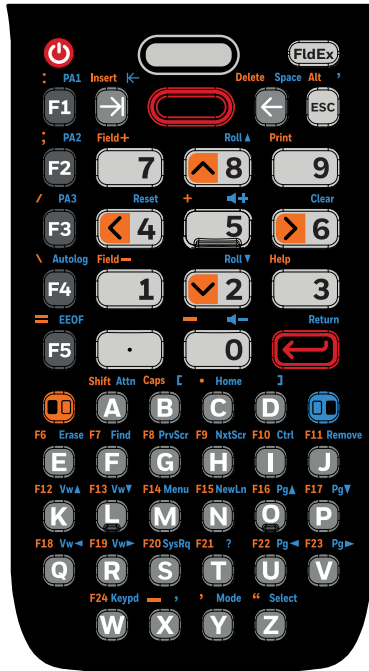 FldEx
: PA1 Insert Delete Space Alt ’
F1 ESC
; PA2 Field+ Roll▲ Print
F2 7 8 9
/ PA3 Reset + Clear
F3 4 5 6
\ Autolog Field− Roll▼ Help
F4 1 2 3
= EEOF − Return
F5 . 0
Shift Attn Caps [ • Home ]
A B C D
F6 Erase F7 Find F8 PrvScr F9 NxtScr F10 Ctrl F11 Remove
E F G H I J
F12 Vw▲ F13 Vw▼ F14 Menu F15 NewLn F16 Pg▲ F17 Pg▼
K L M N O P
F18 Vw◄ F19 Vw► F20 SysRq F21 ? F22 Pg◄ F23 Pg►
Q R S T U V
F24 Keypd _ , ’ Mode “ Select
W X Y Z